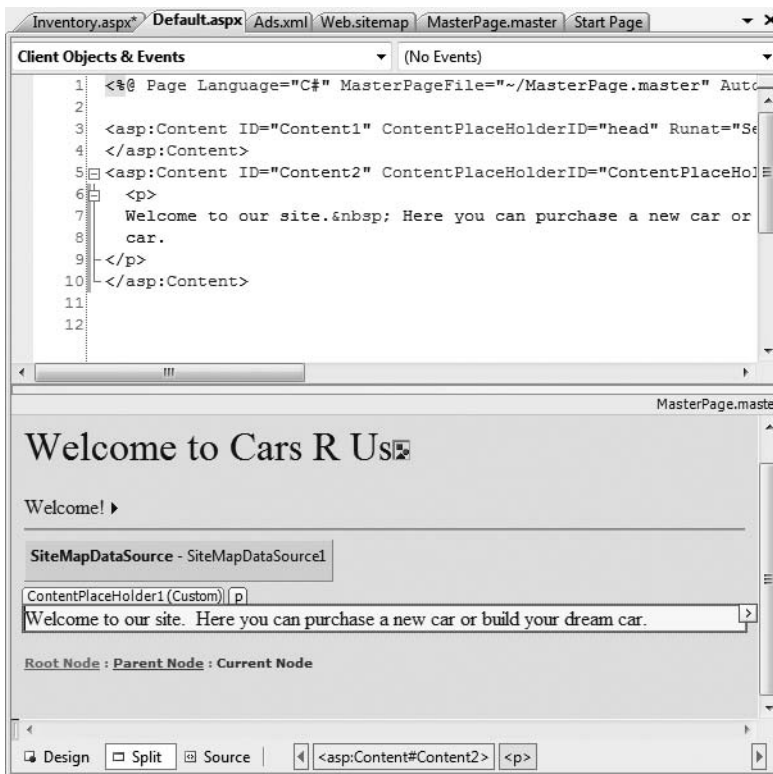 Inventory.aspx* Default.aspx Ads.xml Web.sitemap MasterPage.master Start Page
Client Objects & Events (No Events)
1 <%@ Page Language="C#" MasterPageFile="~/MasterPage.master" Auto
2
3 <asp:Content ID="Content1" ContentPlaceHolderID="head" Runat="Se
4 </asp:Content>
5 <asp:Content ID="Content2" ContentPlaceHolderID="ContentPlaceHol
6 <p>
7 Welcome to our site.&nbsp; Here you can purchase a new car or
8 car.
9 </p>
10 </asp:Content>
11
12
MasterPage.maste
Welcome to Cars R Us
Welcome!
SiteMapDataSource - SiteMapDataSource1
ContentPlaceHolder1 (Custom) p
Welcome to our site. Here you can purchase a new car or build your dream car.
Root Node : Parent Node : Current Node
Design Split Source <asp:Content#Content2> <p>